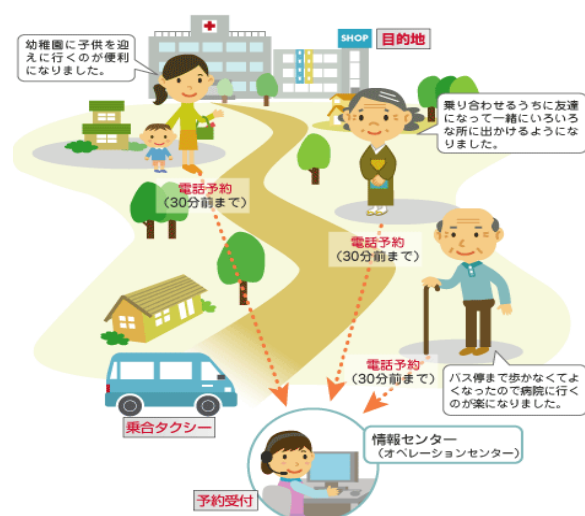 SHOP
目的地
幼稚園に子供を迎
えに行くのが便利
になりました。
乗り合わせるうちに友達
になって一緒にいろいろ
な所に出かけるようにな
りました。
電話予約
（30分前まで）
電話予約
（30分前まで）
電話予約
（30分前まで）
バス停まで歩かなくてよ
くなったので病院に行く
のが楽になりました。
乗合タクシー
情報センター
（オペレーションセンター）
予約受付